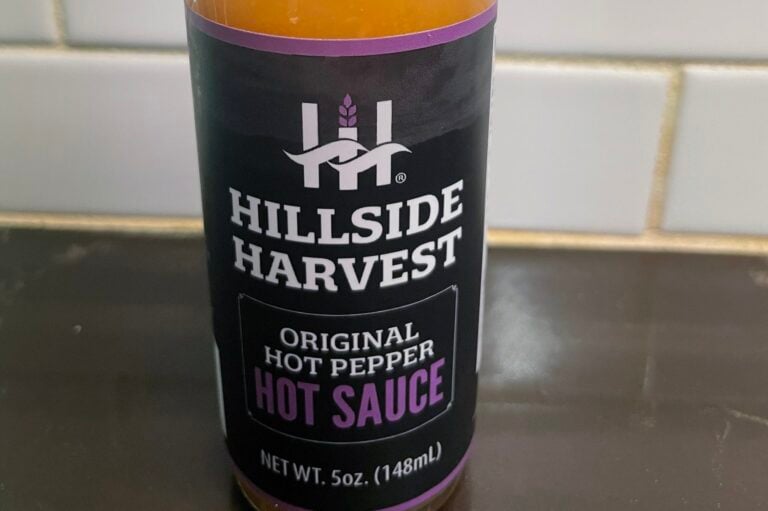 H
®
HILLSIDE
HARVEST
ORIGINAL
HOT PEPPER
HOT SAUCE
NET WT. 5oz. (148mL)